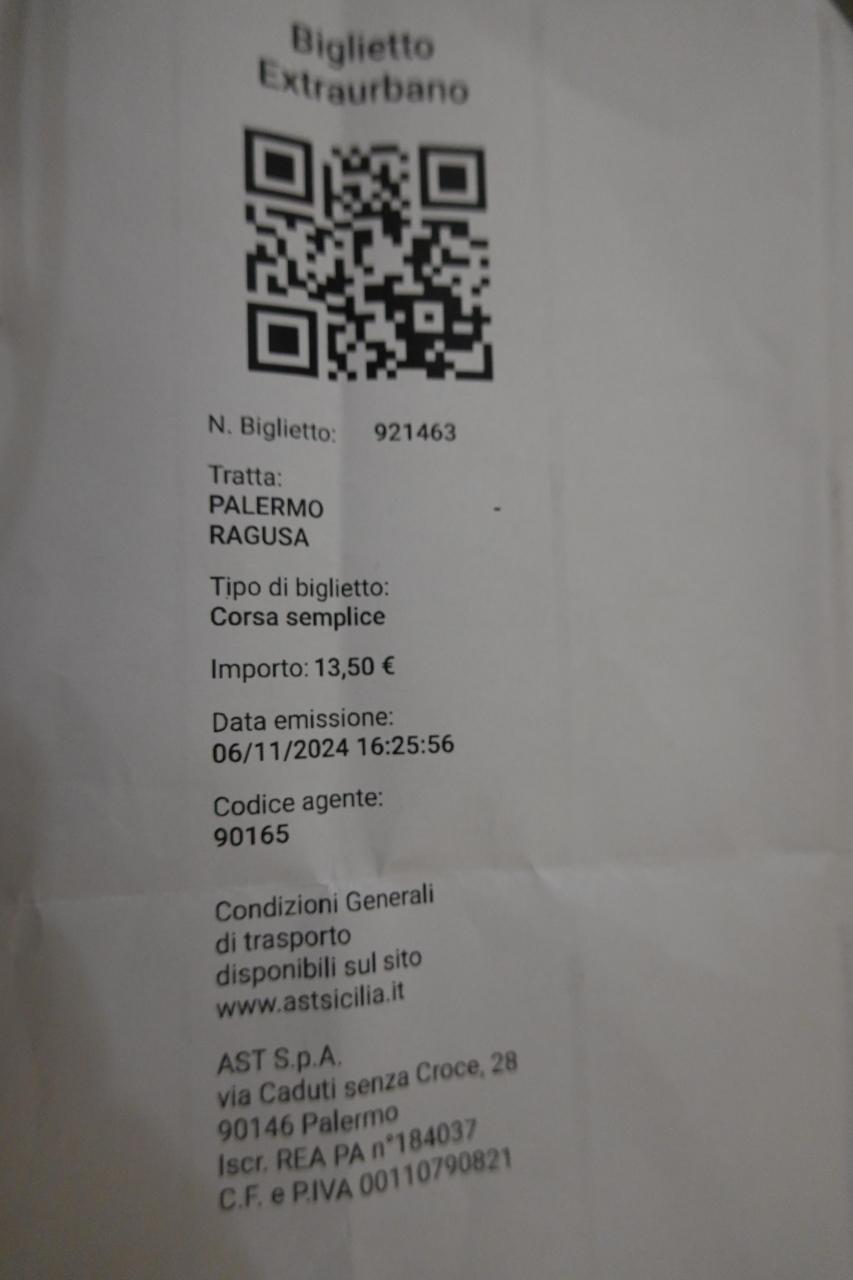 Biglietto
Extraurbano
N. Biglietto: 921463
Tratta:
PALERMO -
RAGUSA
Tipo di biglietto:
Corsa semplice
Importo: 13,50 €
Data emissione:
06/11/2024 16:25:56
Codice agente:
90165
Condizioni Generali
di trasporto
disponibili sul sito
www.astsicilia.it
AST S.p.A.
via Caduti senza Croce, 28
90146 Palermo
Iscr. REA PA n°184037
C.F. e P.IVA 00110790821